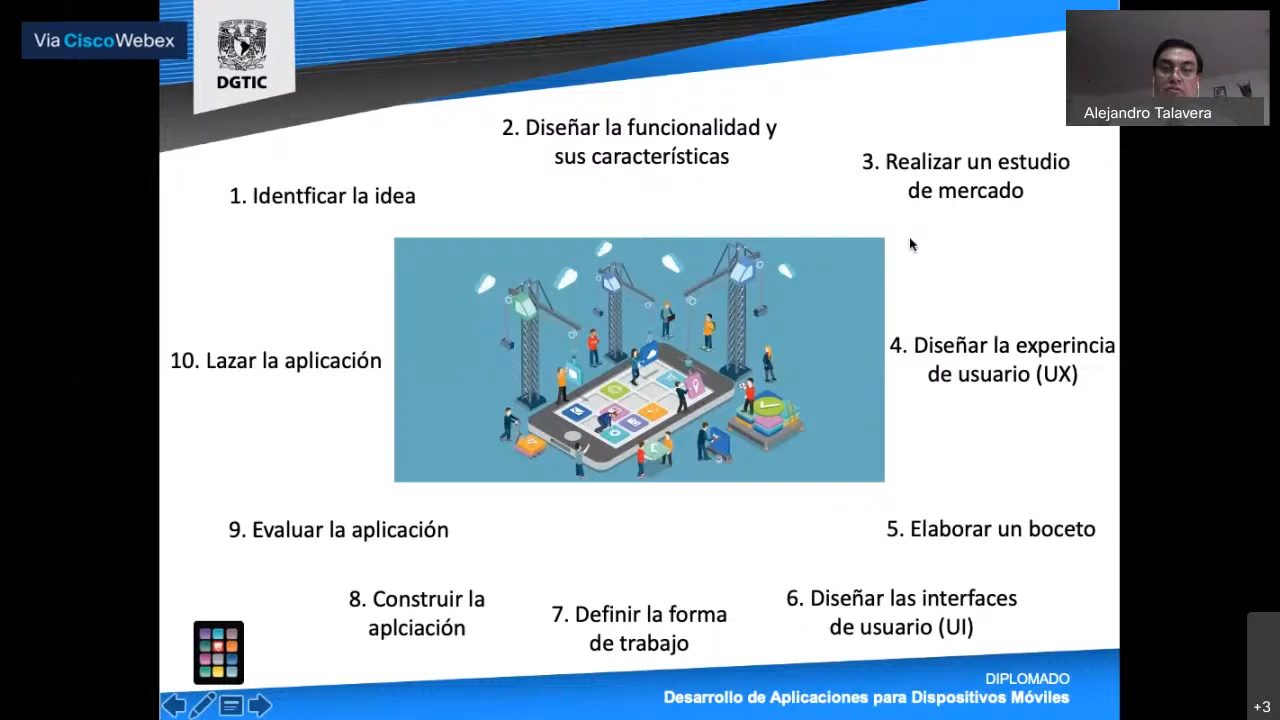 Via Cisco Webex
DGTIC
Alejandro Talavera
2. Diseñar la funcionalidad y
sus características
3. Realizar un estudio
de mercado
1. Identficar la idea
10. Lazar la aplicación
4. Diseñar la experincia
de usuario (UX)
9. Evaluar la aplicación
5. Elaborar un boceto
8. Construir la
aplciación
7. Definir la forma
de trabajo
6. Diseñar las interfaces
de usuario (UI)
DIPLOMADO
Desarrollo de Aplicaciones para Dispositivos Móviles
+3